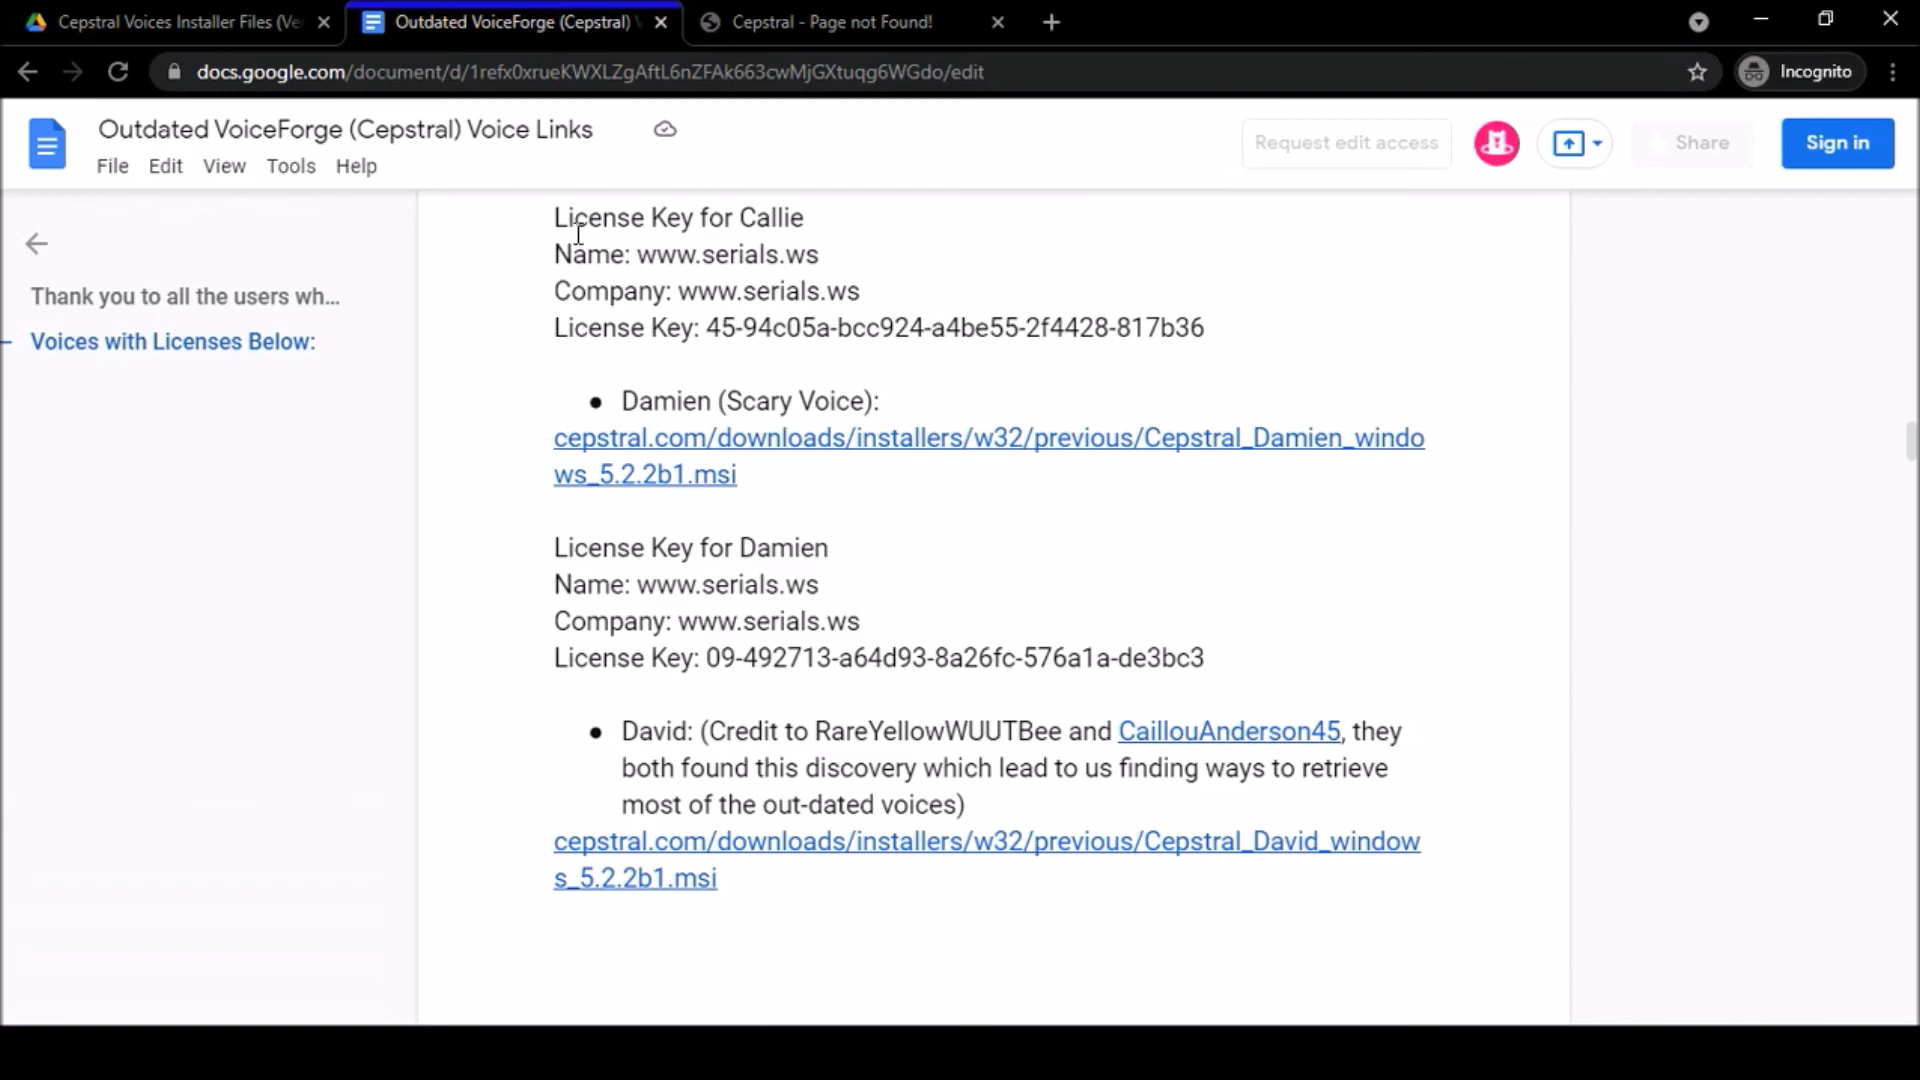 Cepstral Voices Installer Files (Ve
Outdated VoiceForge (Cepstral)
Cepstral - Page not Found!
docs.google.com/document/d/1refx0xrueKWXLZgAftL6nZFAk663cwMjGXtuqg6WGdo/edit
Incognito
Outdated VoiceForge (Cepstral) Voice Links
File Edit View Tools Help
Request edit access
Share
Sign in
Thank you to all the users wh...
Voices with Licenses Below:
License Key for Callie
Name: www.serials.ws
Company: www.serials.ws
License Key: 45-94c05a-bcc924-a4be55-2f4428-817b36
● Damien (Scary Voice):
cepstral.com/downloads/installers/w32/previous/Cepstral_Damien_windo
ws_5.2.2b1.msi
License Key for Damien
Name: www.serials.ws
Company: www.serials.ws
License Key: 09-492713-a64d93-8a26fc-576a1a-de3bc3
● David: (Credit to RareYellowWUUTBee and CaillouAnderson45, they
both found this discovery which lead to us finding ways to retrieve
most of the out-dated voices)
cepstral.com/downloads/installers/w32/previous/Cepstral_David_window
s_5.2.2b1.msi